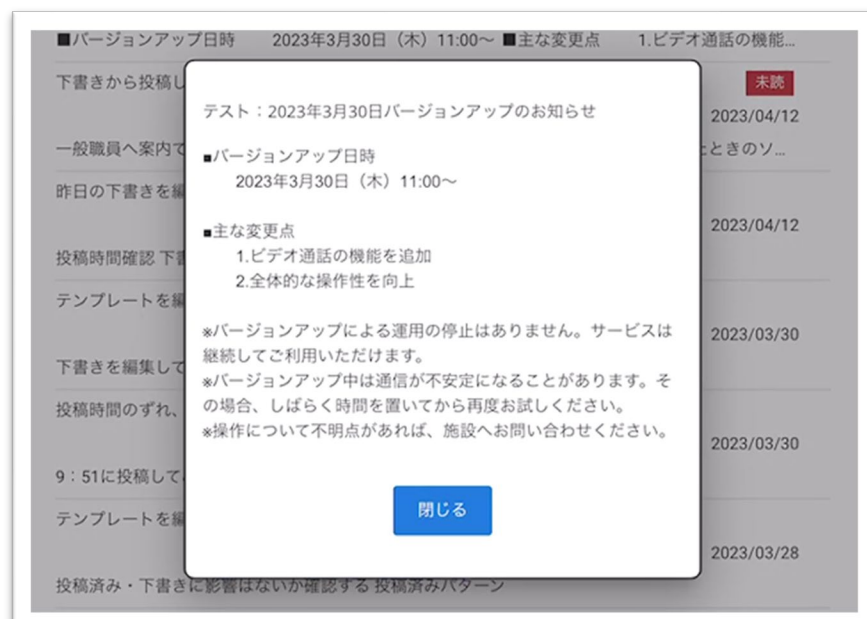 ■バージョンアップ日時 2023年3月30日（木）11:00～ ■主な変更点 1.ビデオ通話の機能...
下書きから投稿し
未読
2023/04/12
一般職員へ案内で
ときのソ...
昨日の下書きを編
2023/04/12
投稿時間確認 下書
テンプレートを編
2023/03/30
下書きを編集して
投稿時間のずれ、
2023/03/30
9：51に投稿して
テンプレートを編
2023/03/28
投稿済み・下書きに影響はないか確認する 投稿済みパターン
テスト：2023年3月30日バージョンアップのお知らせ
■バージョンアップ日時
2023年3月30日（木）11:00～
■主な変更点
1.ビデオ通話の機能を追加
2.全体的な操作性を向上
※バージョンアップによる運用の停止はありません。サービスは
継続してご利用いただけます。
※バージョンアップ中は通信が不安定になることがあります。そ
の場合、しばらく時間を置いてから再度お試しください。
※操作について不明点があれば、施設へお問い合わせください。
閉じる